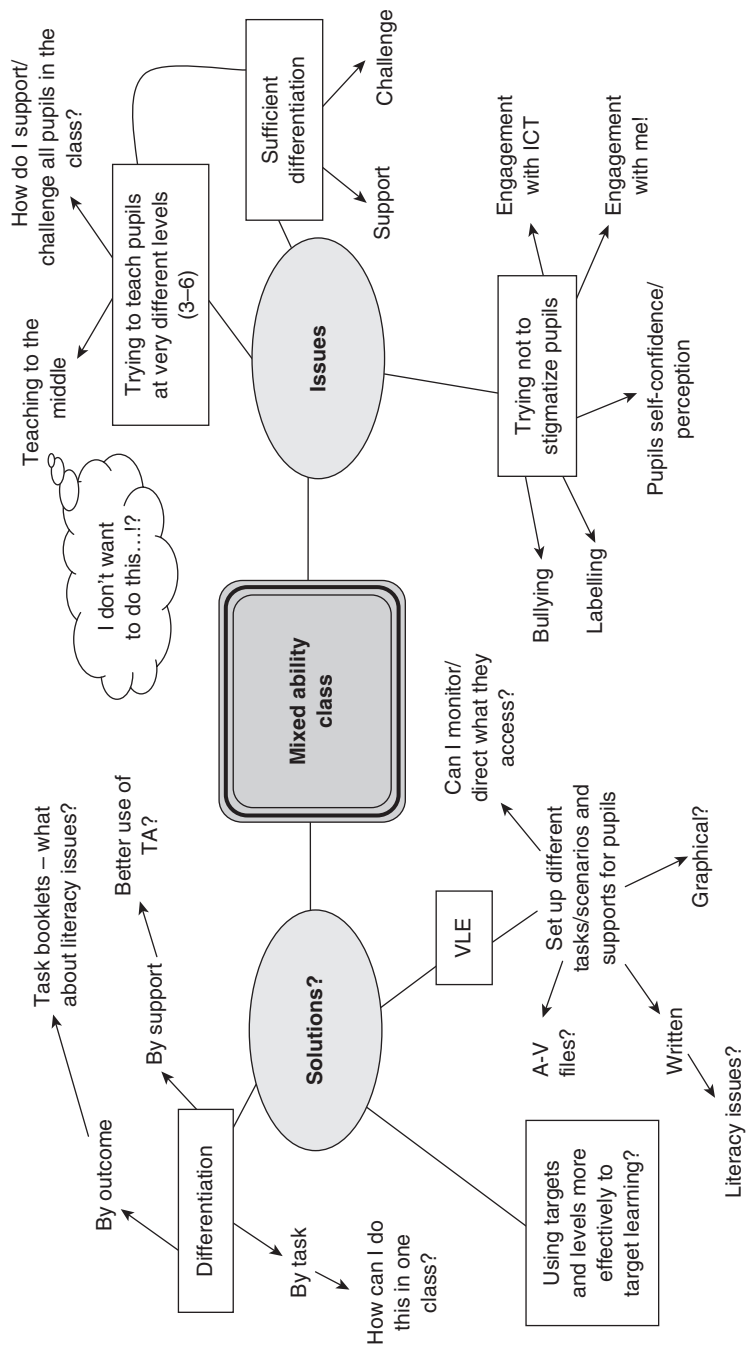 Mixed ability
class
Solutions?
Differentiation
By outcome
Task booklets – what
about literacy issues?
By support
Better use of
TA?
By task
How can I do
this in one
class?
Using targets
and levels more
effectively to
target learning?
VLE
Set up different
tasks/scenarios and
supports for pupils
Can I monitor/
direct what they
access?
A-V
files?
Written
Literacy issues?
Graphical?
Issues
Trying to teach pupils
at very different levels
(3–6)
Teaching to the
middle
I don't want
to do this...!?
How do I support/
challenge all pupils in the
class?
Sufficient
differentiation
Support
Challenge
Trying not to
stigmatize pupils
Bullying
Labelling
Pupils self-confidence/
perception
Engagement
with ICT
Engagement
with me!